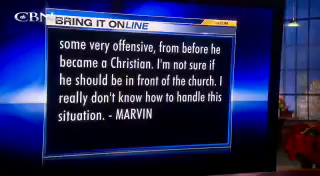 CBN
BRING IT ONLINE
some very offensive, from before he
became a Christian. I'm not sure if
he should be in front of the church. I
really don't know how to handle this
situation. - MARVIN